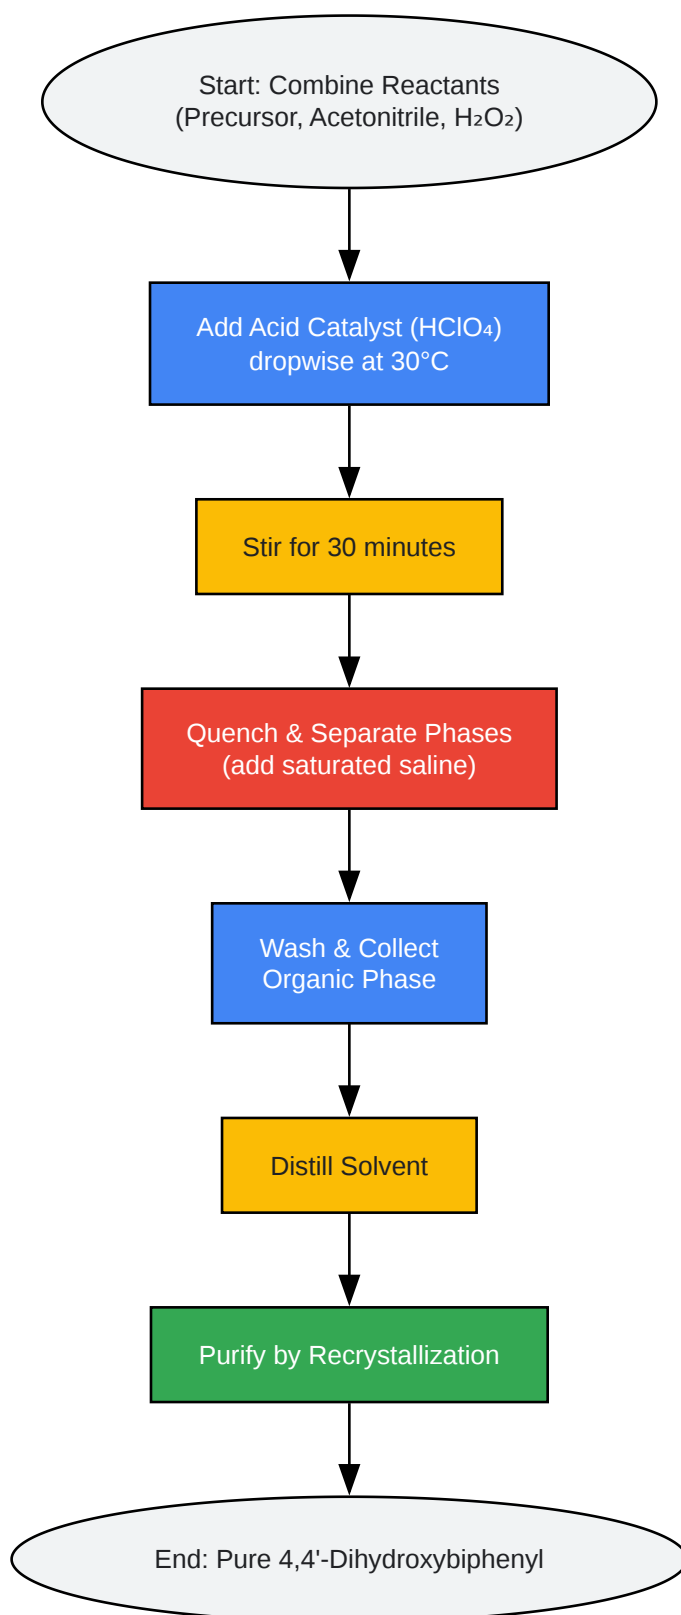 Start: Combine Reactants
(Precursor, Acetonitrile, H₂O₂)
Add Acid Catalyst (HClO₄)
dropwise at 30°C
Stir for 30 minutes
Quench & Separate Phases
(add saturated saline)
Wash & Collect
Organic Phase
Distill Solvent
Purify by Recrystallization
End: Pure 4,4'-Dihydroxybiphenyl